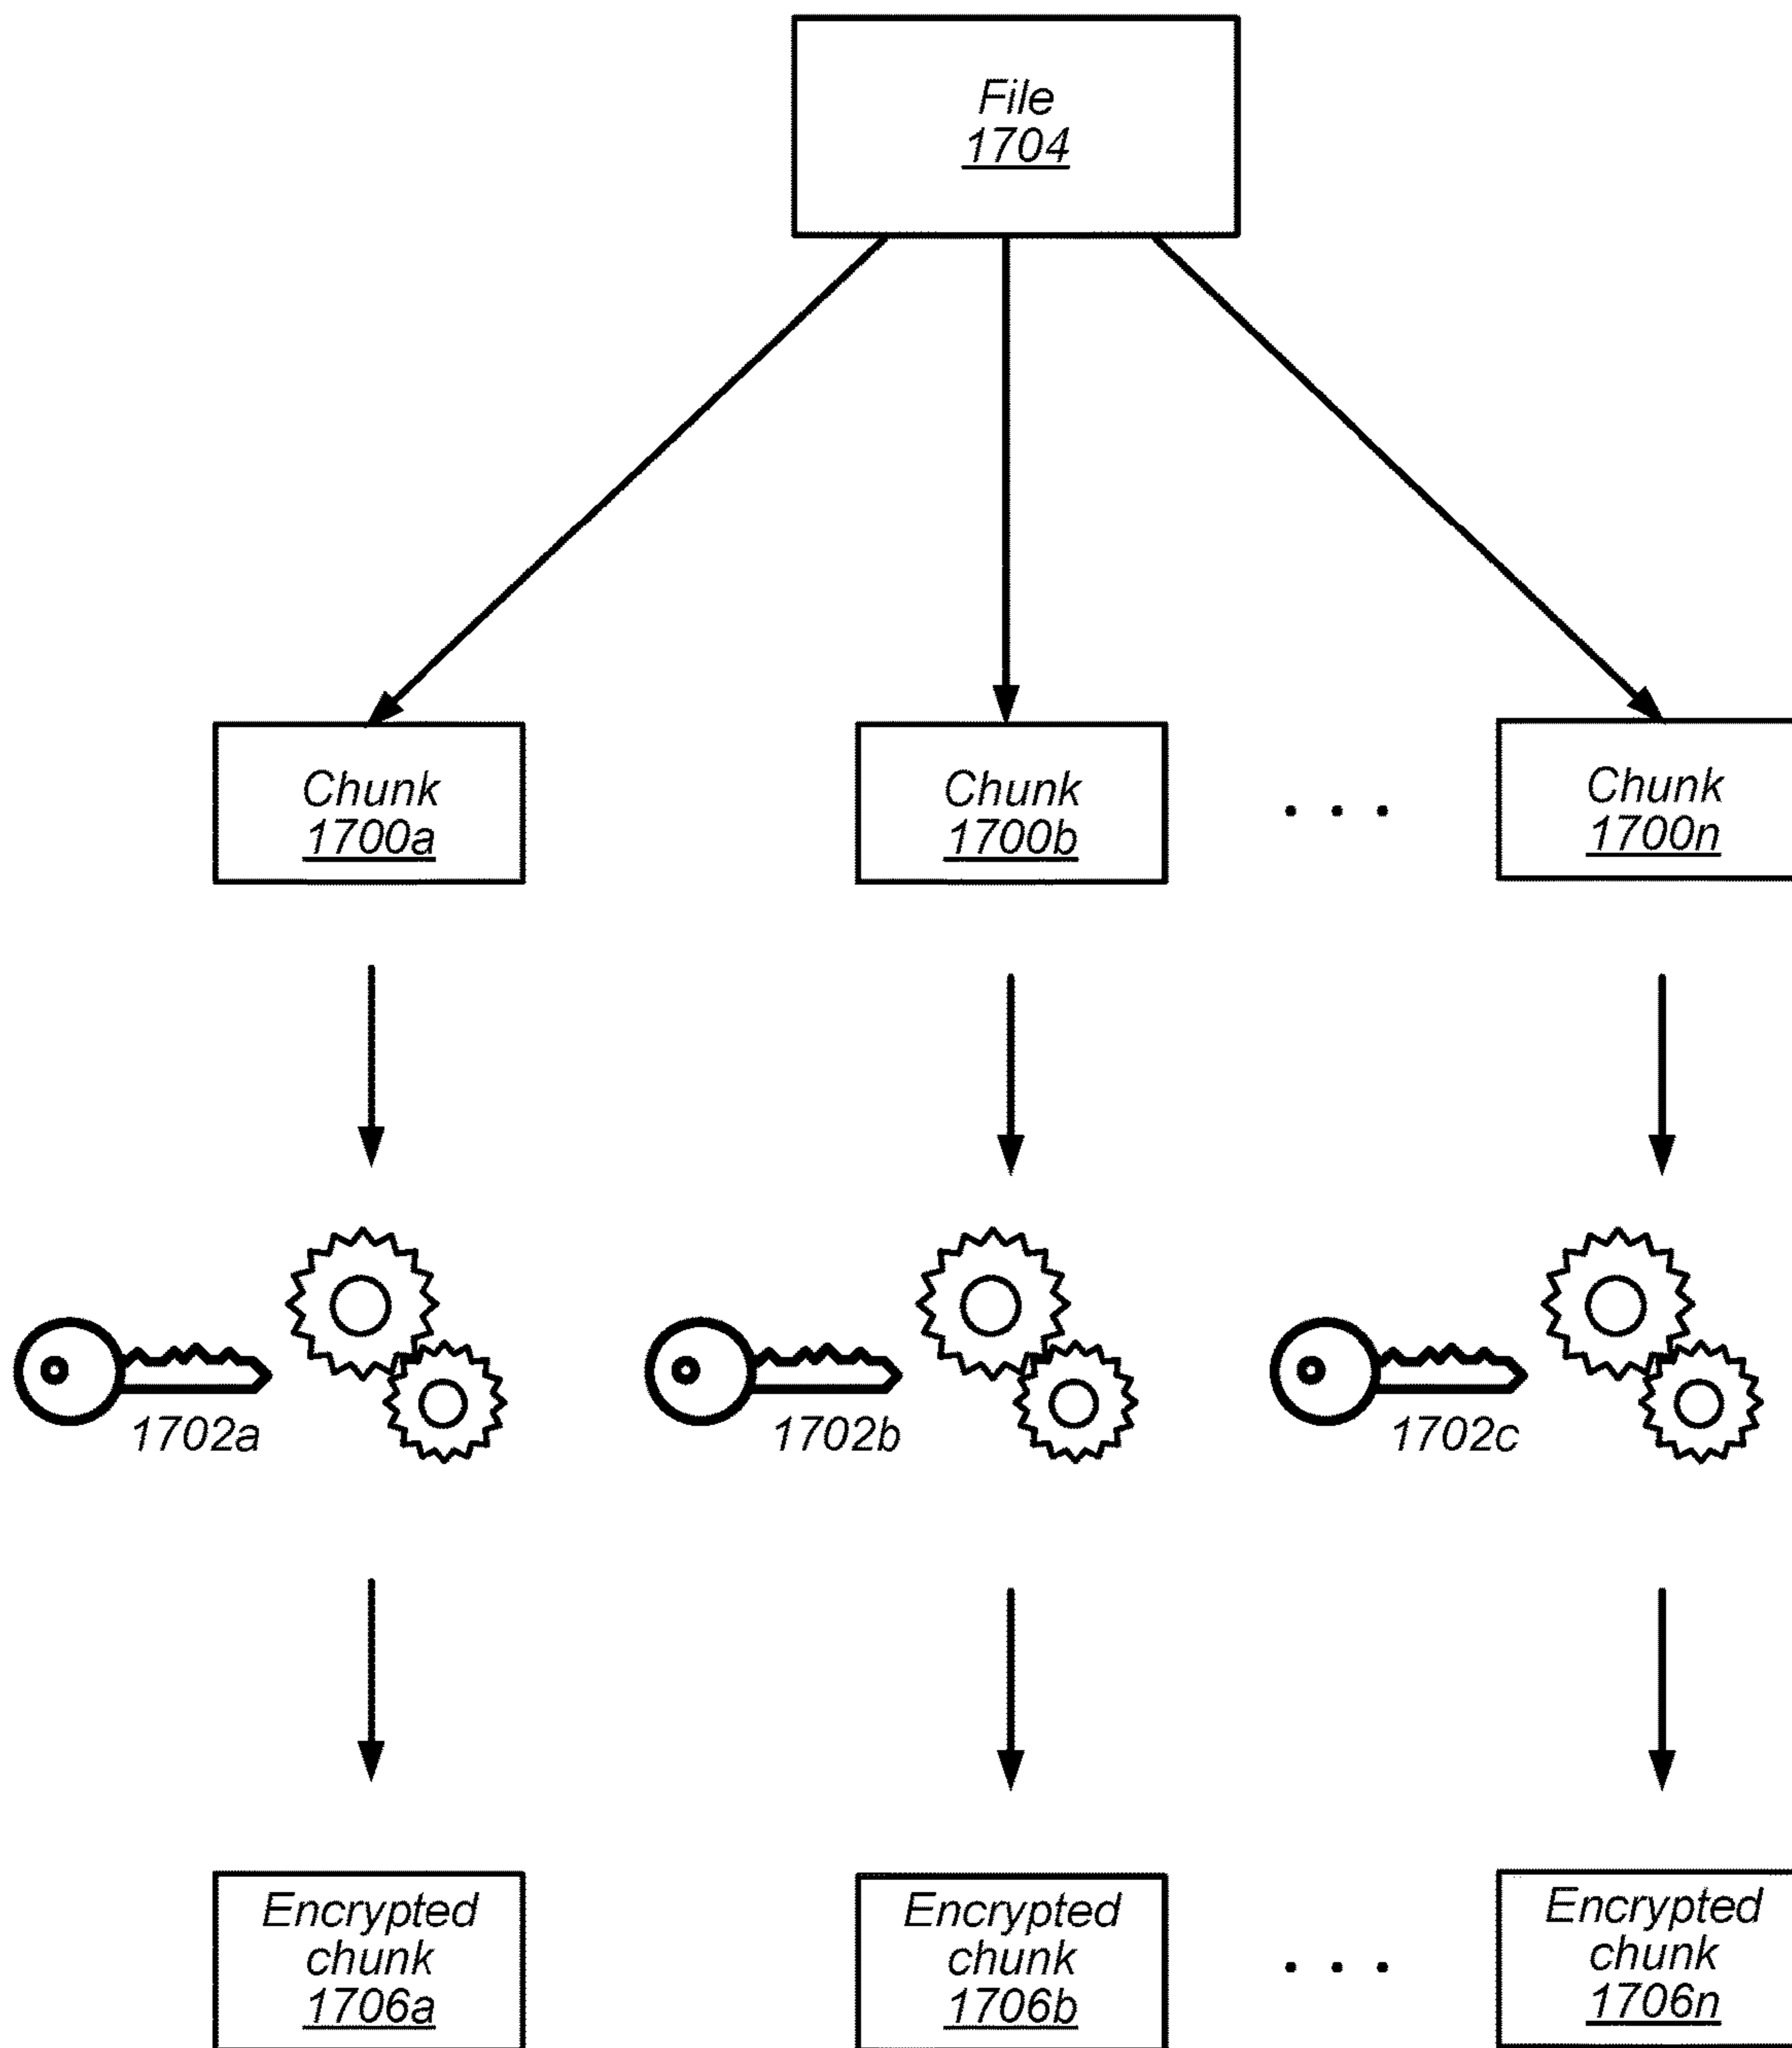 File
1704
Chunk
1700a
Chunk
1700b
. . .
Chunk
1700n
1702a
1702b
1702c
Encrypted
chunk
1706a
Encrypted
chunk
1706b
. . .
Encrypted
chunk
1706n